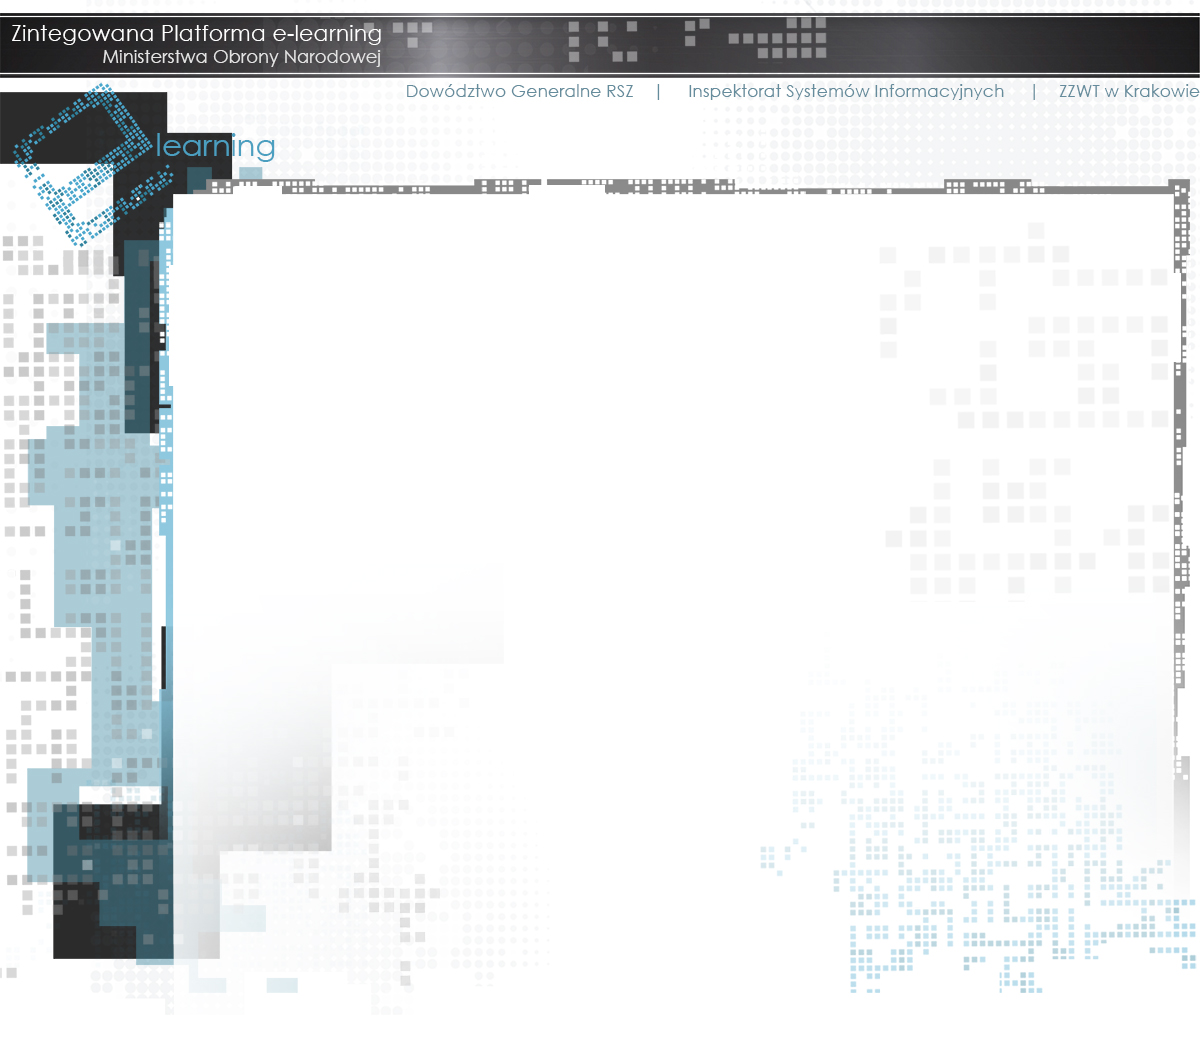 Zintegowana Platforma e-learning
Ministerstwa Obrony Narodowej
Dowództwo Generalne RSZ | Inspektorat Systemów Informacyjnych | ZZWT w Krakowie
learning